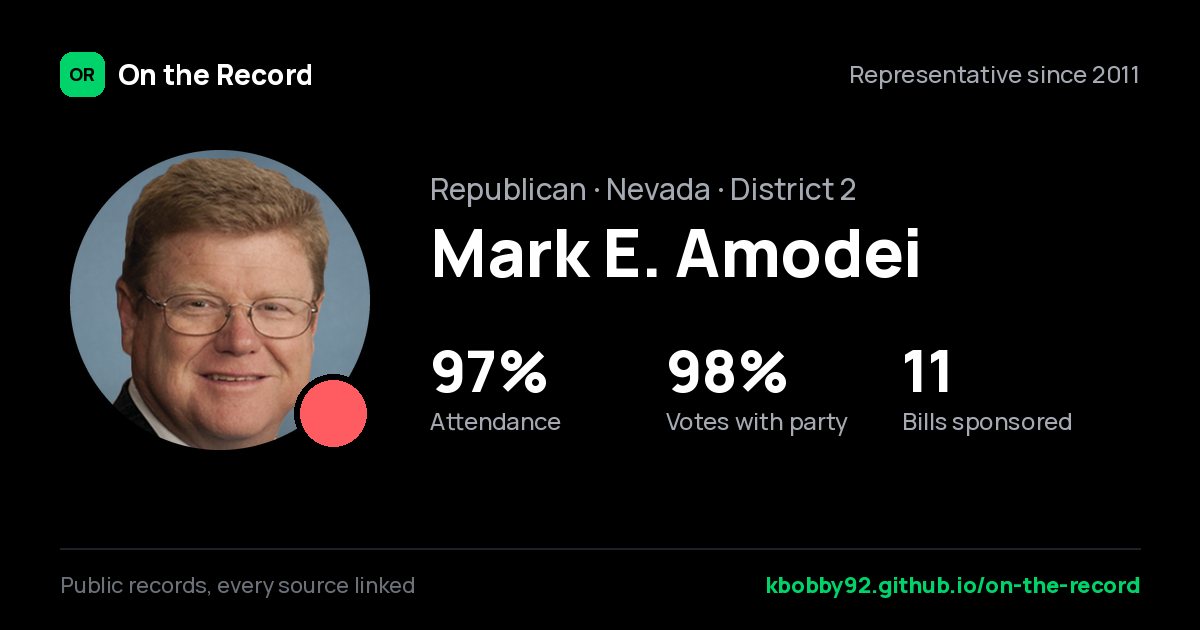 OR On the Record
Representative since 2011
Republican · Nevada · District 2
Mark E. Amodei
97% 98% 11
Attendance Votes with party Bills sponsored
Public records, every source linked
kbobby92.github.io/on-the-record